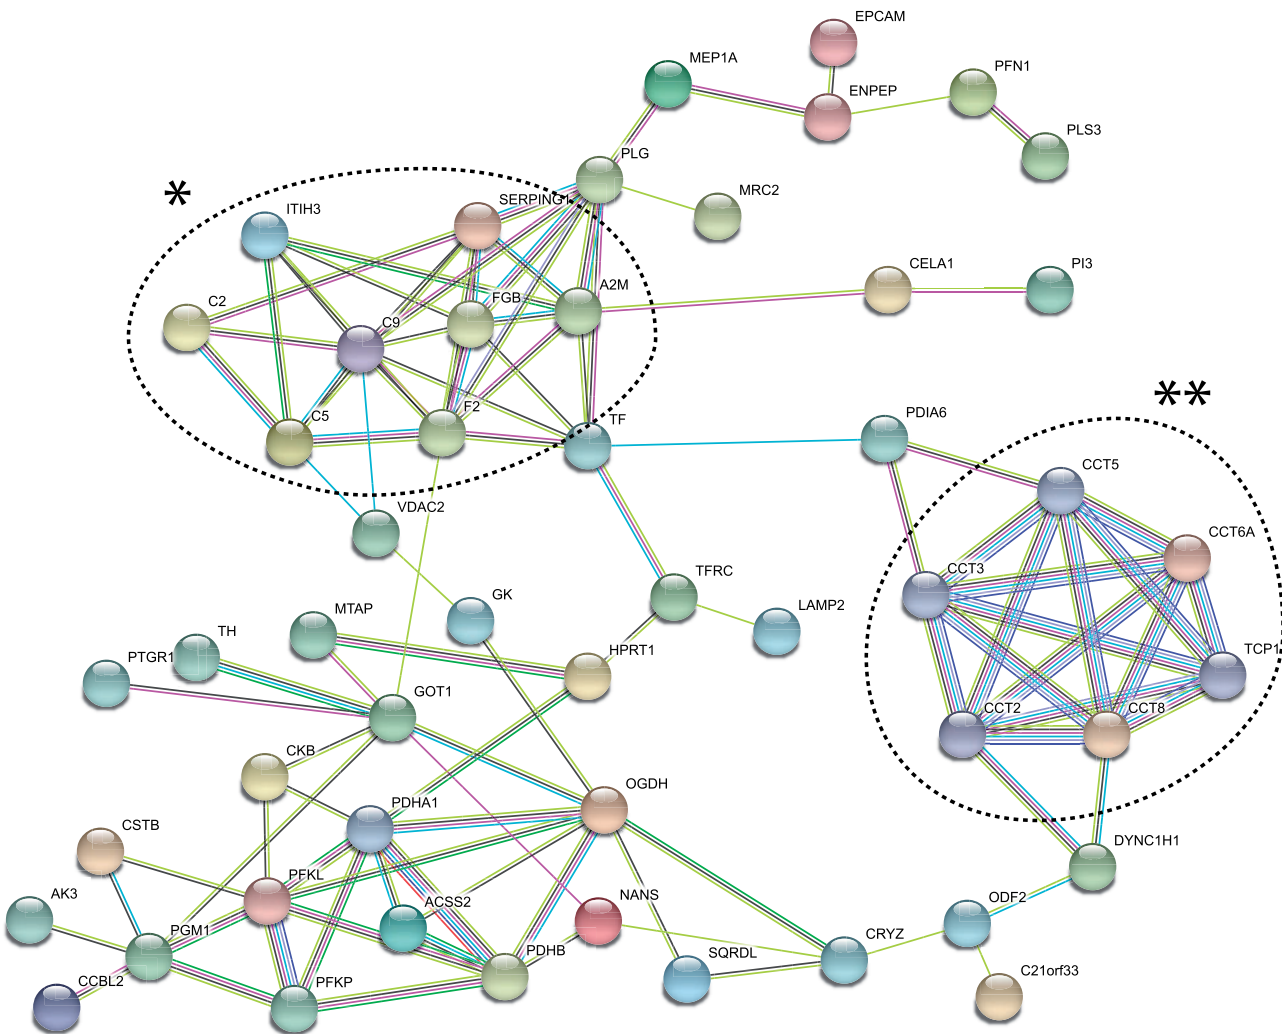 EPCAM
MEP1A
PFN1
ENPEP
PLS3
PLG
MRC2
*
ITIH3
SERPING1
CELA1
PI3
C2
FGB
A2M
C9
**
C5
F2
TF
PDIA6
CCT5
CCT6A
VDAC2
CCT3
TFRC
GK
MTAP
LAMP2
TH
PTGR1
HPRT1
TCP1
GOT1
CCT2
CCT8
CKB
OGDH
PDHA1
CSTB
DYNC1H1
PFKL
AK3
ACSS2
NANS
ODF2
PGM1
CRYZ
PDHB
SQRDL
C21orf33
CCBL2
PFKP